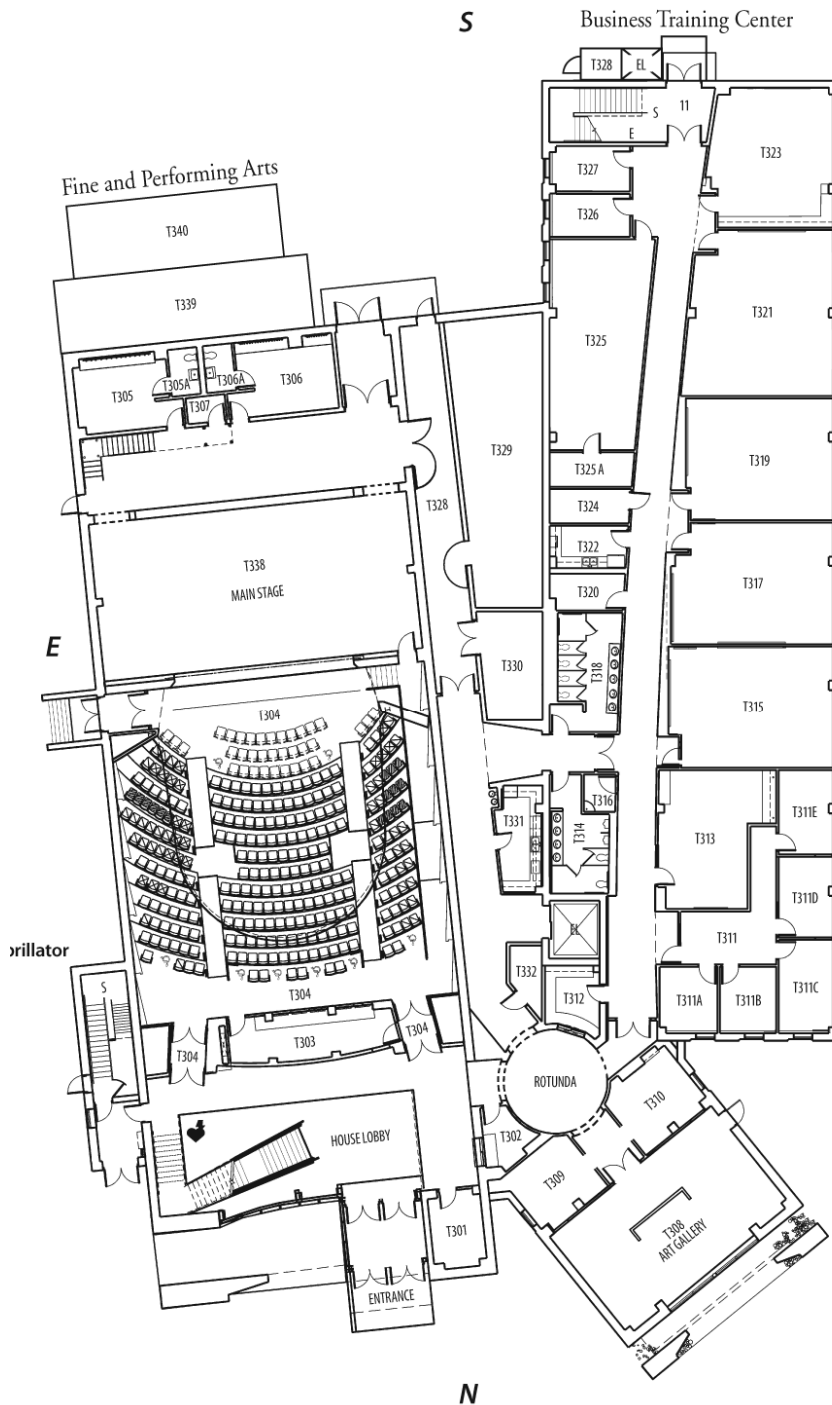 S
Business Training Center
T328
EL
11
S
E
T323
T327
T326
Fine and Performing Arts
T340
T339
T321
T325
T305
T305A
T306A
T306
T307
T329
T319
T325 A
T328
T324
T322
T338
MAIN STAGE
T317
T320
E
T330
T318
T315
T304
T331
T316
T314
T313
T311E
T311D
EL
T311
T332
T312
T311A
T311B
T311C
prillator
S
T304
T303
T304
T304
ROTUNDA
T310
HOUSE LOBBY
T302
T309
T301
T308
ART GALLERY
ENTRANCE
N